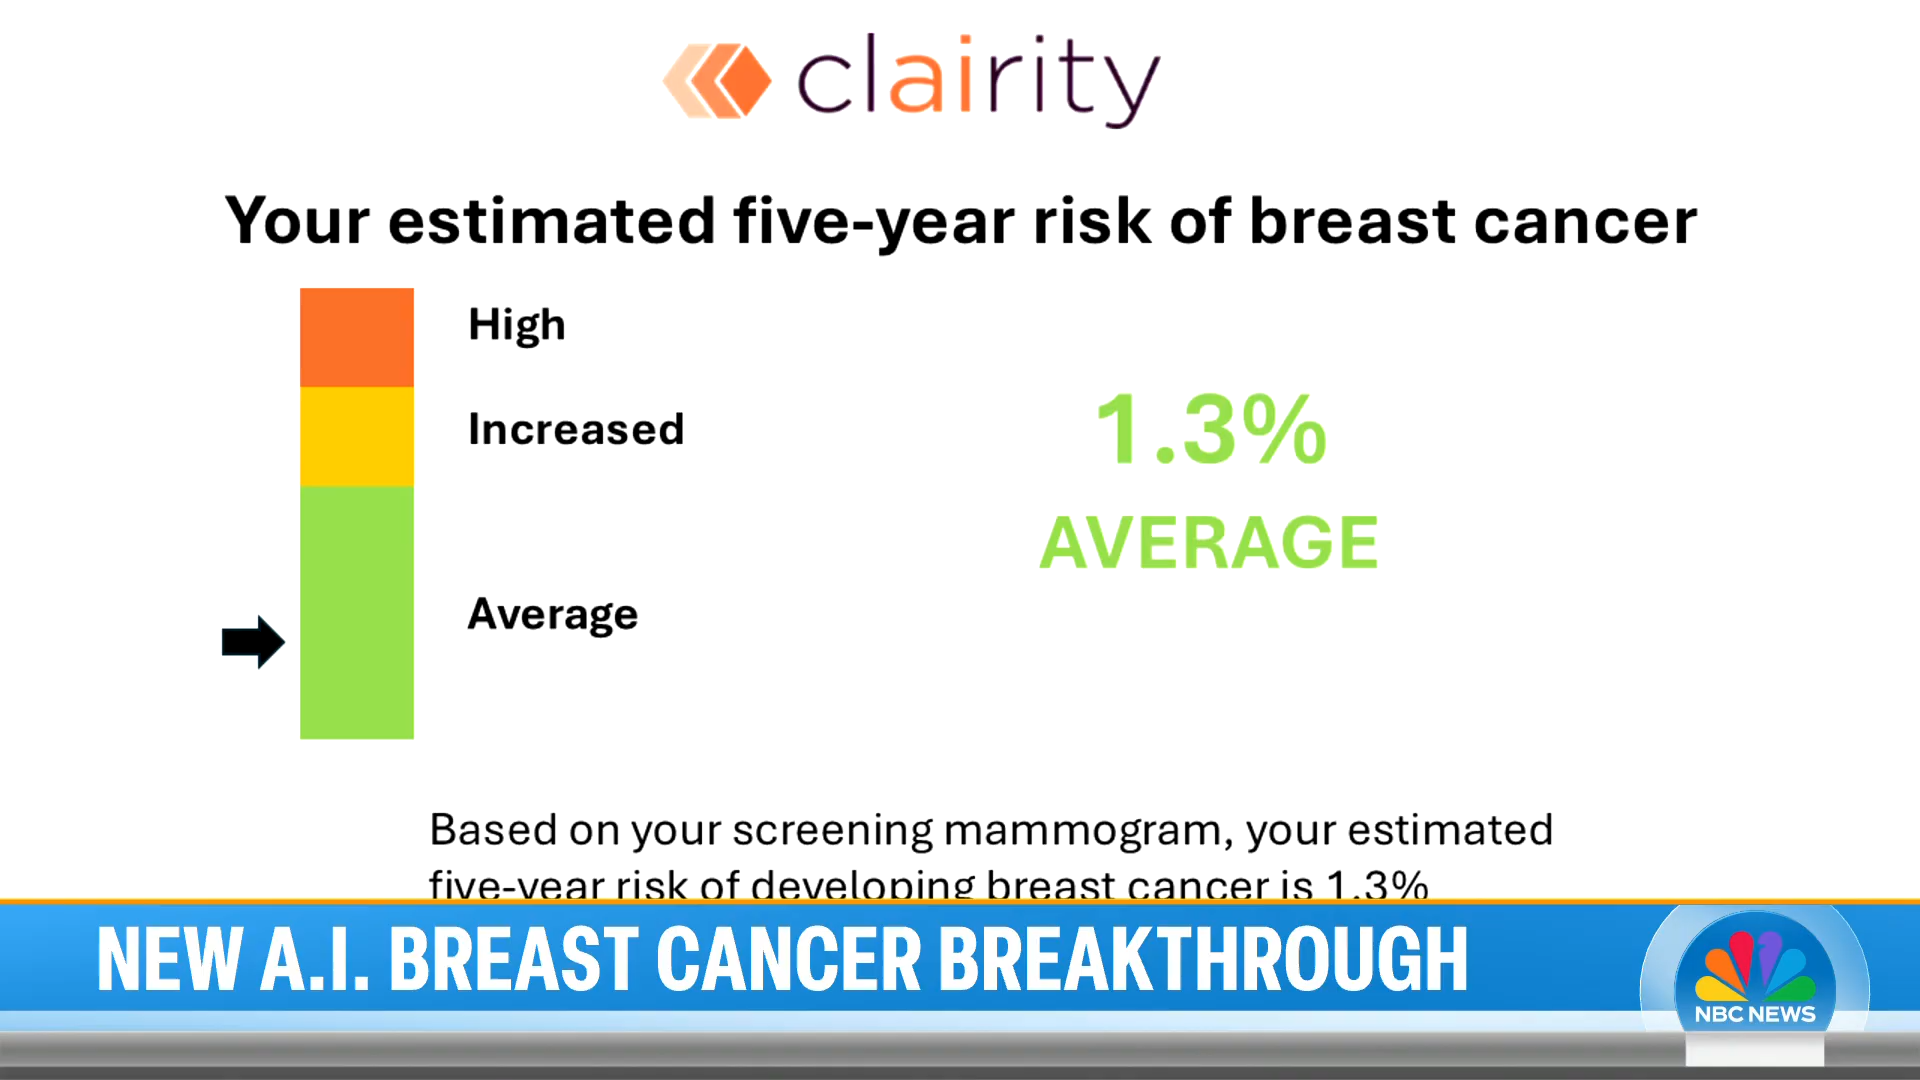 clairity
Your estimated five-year risk of breast cancer
High
Increased
1.3%
AVERAGE
Average
Based on your screening mammogram, your estimated
five-year risk of developing breast cancer is 1.3%
NEW A.I. BREAST CANCER BREAKTHROUGH
NBC NEWS